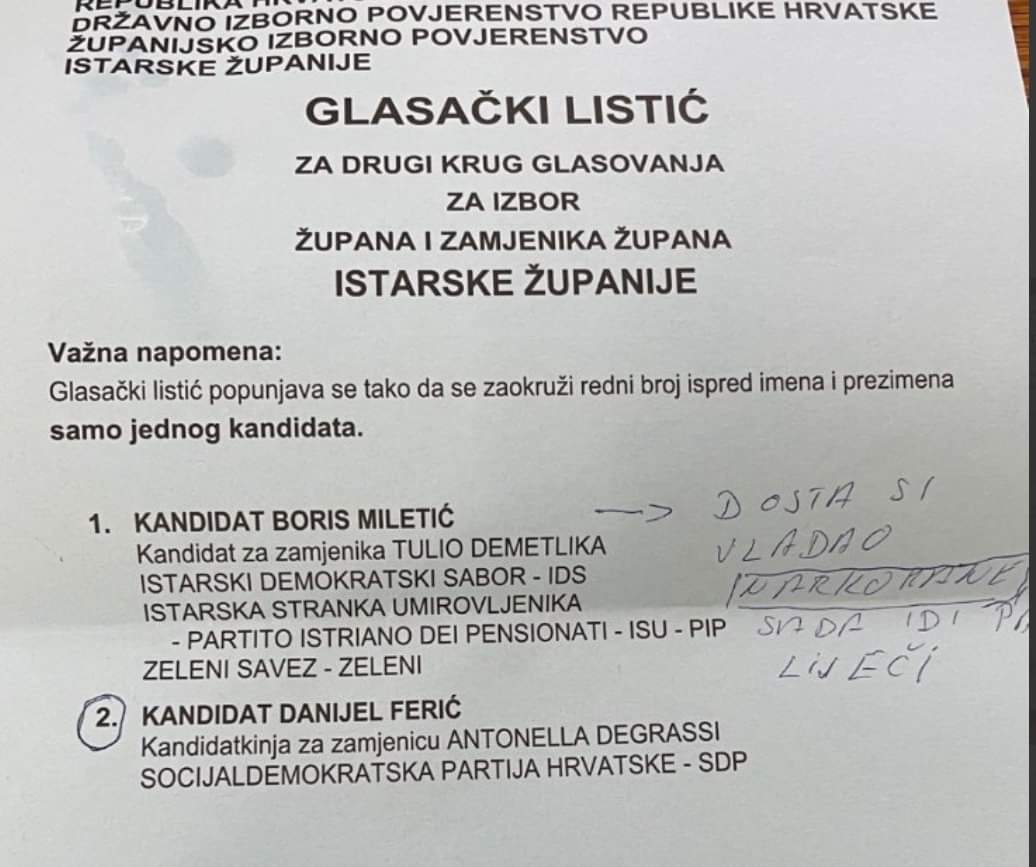 REPUBLIKA
DRŽAVNO IZBORNO POVJERENSTVO REPUBLIKE HRVATSKE
ŽUPANIJSKO IZBORNO POVJERENSTVO
ISTARSKE ŽUPANIJE
GLASAČKI LISTIĆ
ZA DRUGI KRUG GLASOVANJA
ZA IZBOR
ŽUPANA I ZAMJENIKA ŽUPANA
ISTARSKE ŽUPANIJE
Važna napomena:
Glasački listić popunjava se tako da se zaokruži redni broj ispred imena i prezimena
samo jednog kandidata.
1. KANDIDAT BORIS MILETIĆ
Kandidat za zamjenika TULIO DEMETLIKA
ISTARSKI DEMOKRATSKI SABOR - IDS
ISTARSKA STRANKA UMIROVLJENIKA
- PARTITO ISTRIANO DEI PENSIONATI - ISU - PIP
ZELENI SAVEZ - ZELENI
→ DOSTA SI
VLADAO
SADA IDI
LIJEČI
2. KANDIDAT DANIJEL FERIĆ
Kandidatkinja za zamjenicu ANTONELLA DEGRASSI
SOCIJALDEMOKRATSKA PARTIJA HRVATSKE - SDP